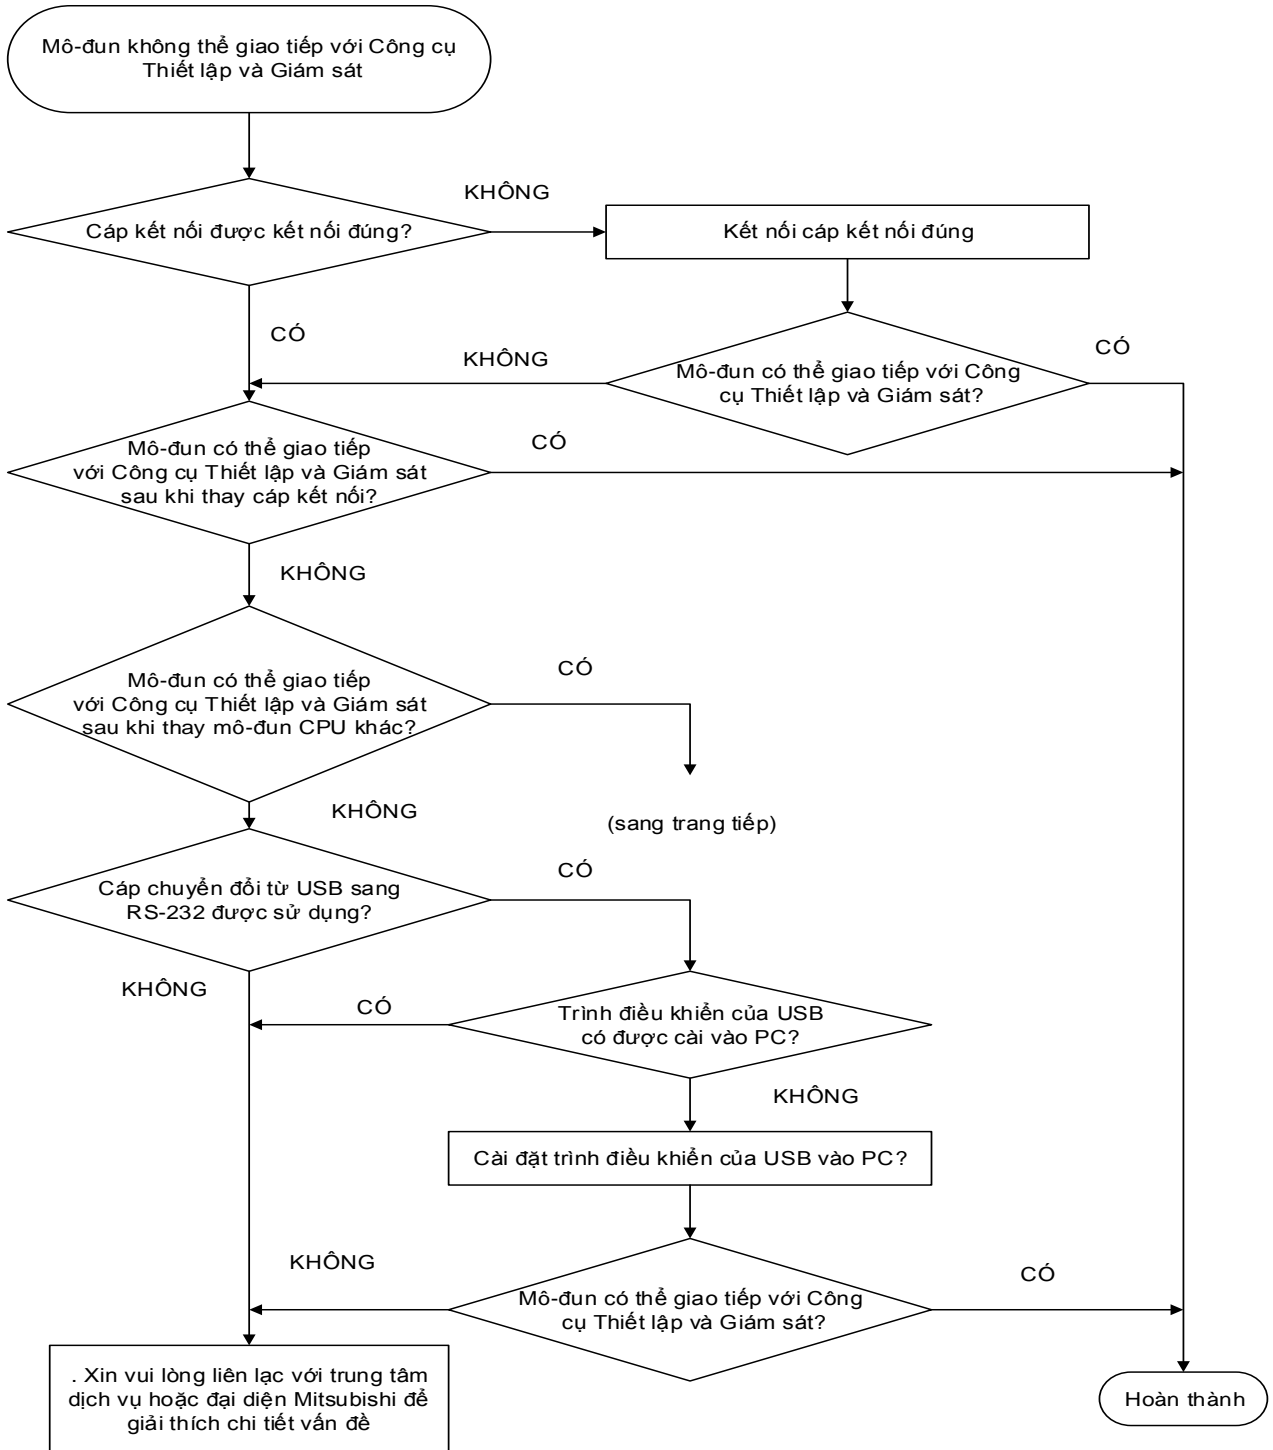 Mô-đun không thể giao tiếp với Công cụ
Thiết lập và Giám sát
KHÔNG
Cáp kết nối được kết nối đúng?
Kết nối cáp kết nối đúng
CÓ
KHÔNG
CÓ
Mô-đun có thể giao tiếp với Công
cụ Thiết lập và Giám sát?
Mô-đun có thể giao tiếp
với Công cụ Thiết lập và Giám sát
sau khi thay cáp kết nối?
CÓ
KHÔNG
Mô-đun có thể giao tiếp
với Công cụ Thiết lập và Giám sát
sau khi thay mô-đun CPU khác?
CÓ
KHÔNG
(sang trang tiếp)
Cáp chuyển đổi từ USB sang
RS-232 được sử dụng?
CÓ
KHÔNG
CÓ
Trình điều khiển của USB
có được cài vào PC?
KHÔNG
Cài đặt trình điều khiển của USB vào PC?
KHÔNG
CÓ
Mô-đun có thể giao tiếp với Công
cụ Thiết lập và Giám sát?
. Xin vui lòng liên lạc với trung tâm
dịch vụ hoặc đại diện Mitsubishi để
giải thích chi tiết vấn đề
Hoàn thành